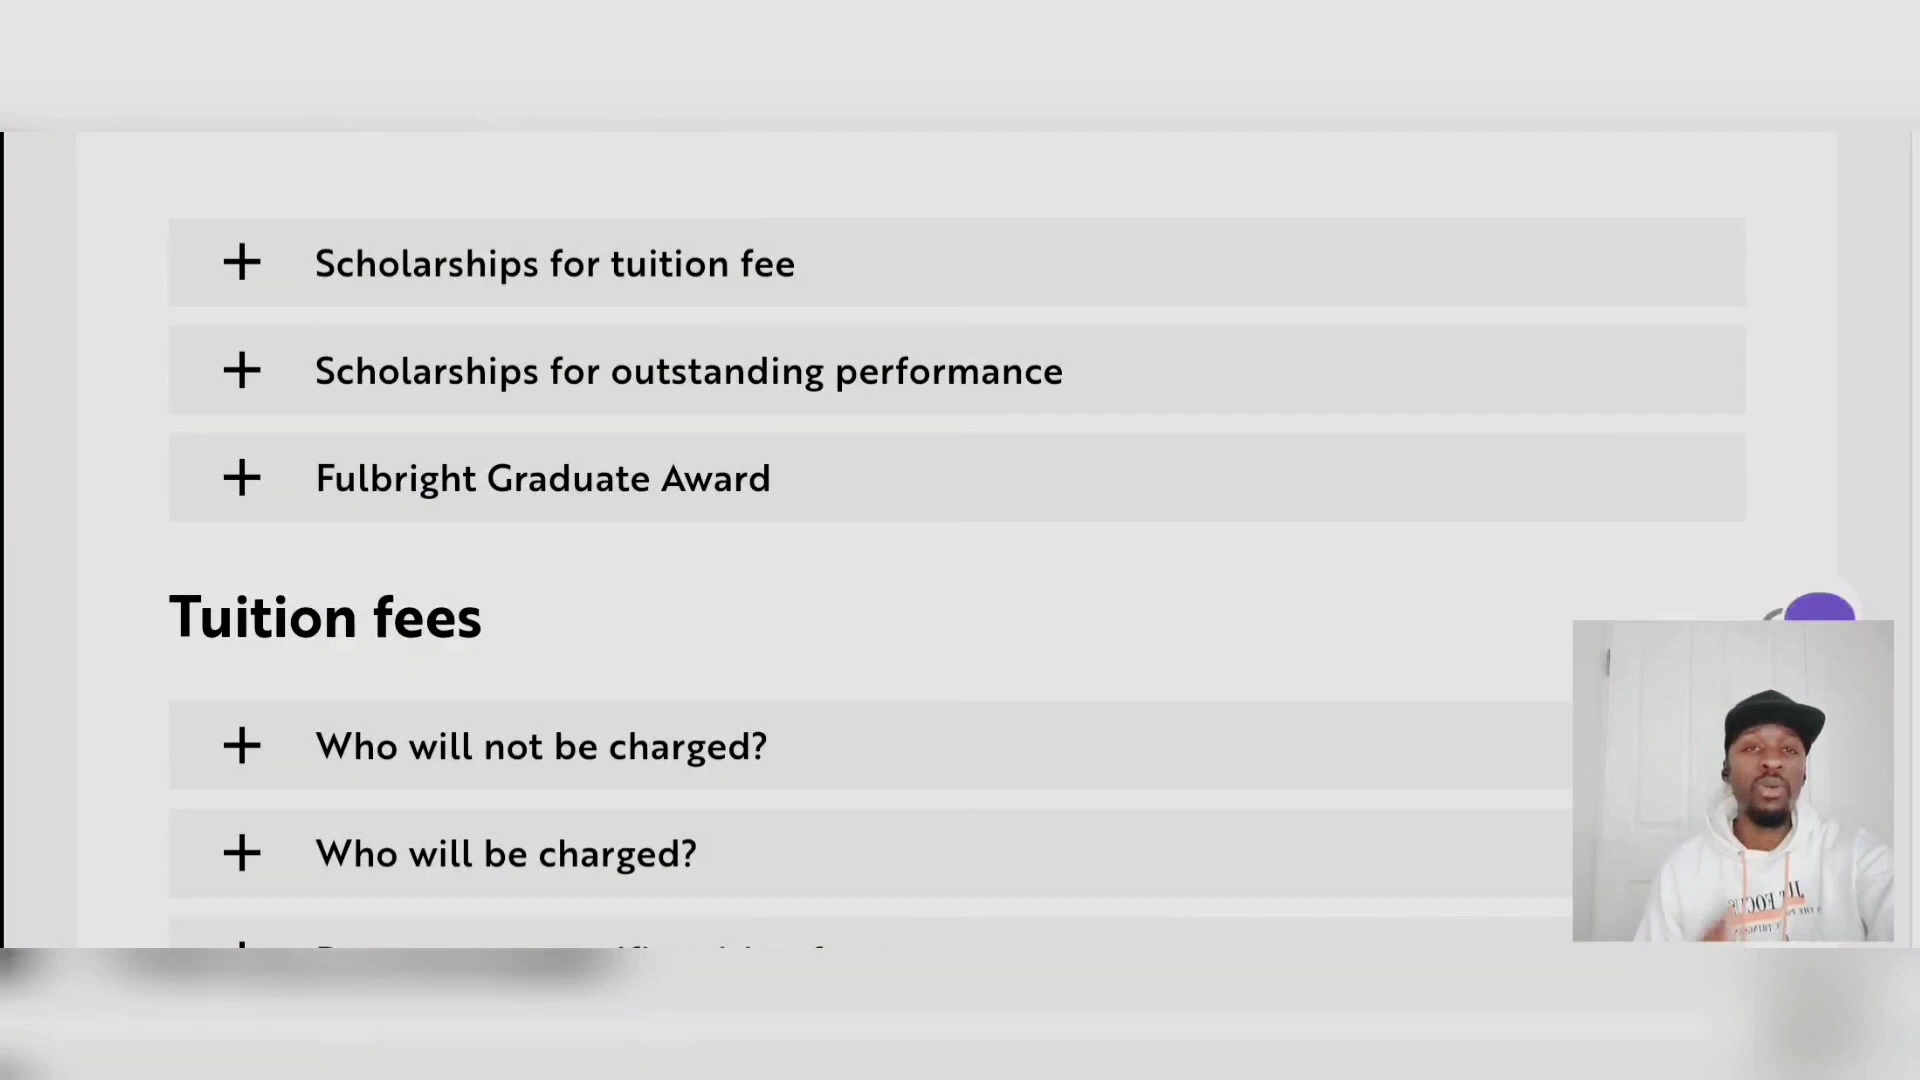 Scholarships for tuition fee
Scholarships for outstanding performance
Fulbright Graduate Award
Tuition fees
Who will not be charged?
Who will be charged?